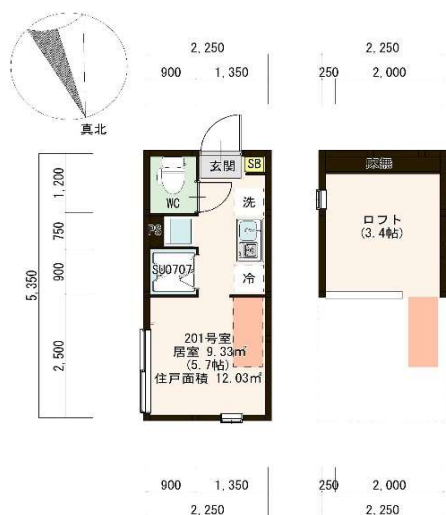 2,250
900 1,350
2,250
250 2,000
真北
1,200
750
900
2,500
5,350
玄関
SB
WC
洗
SU0707
冷
201号室
居室 9.33㎡
(5.7帖)
住戸面積 12.03㎡
ロフト
(3.4帖)
900 1,350
2,250
250 2,000
2,250